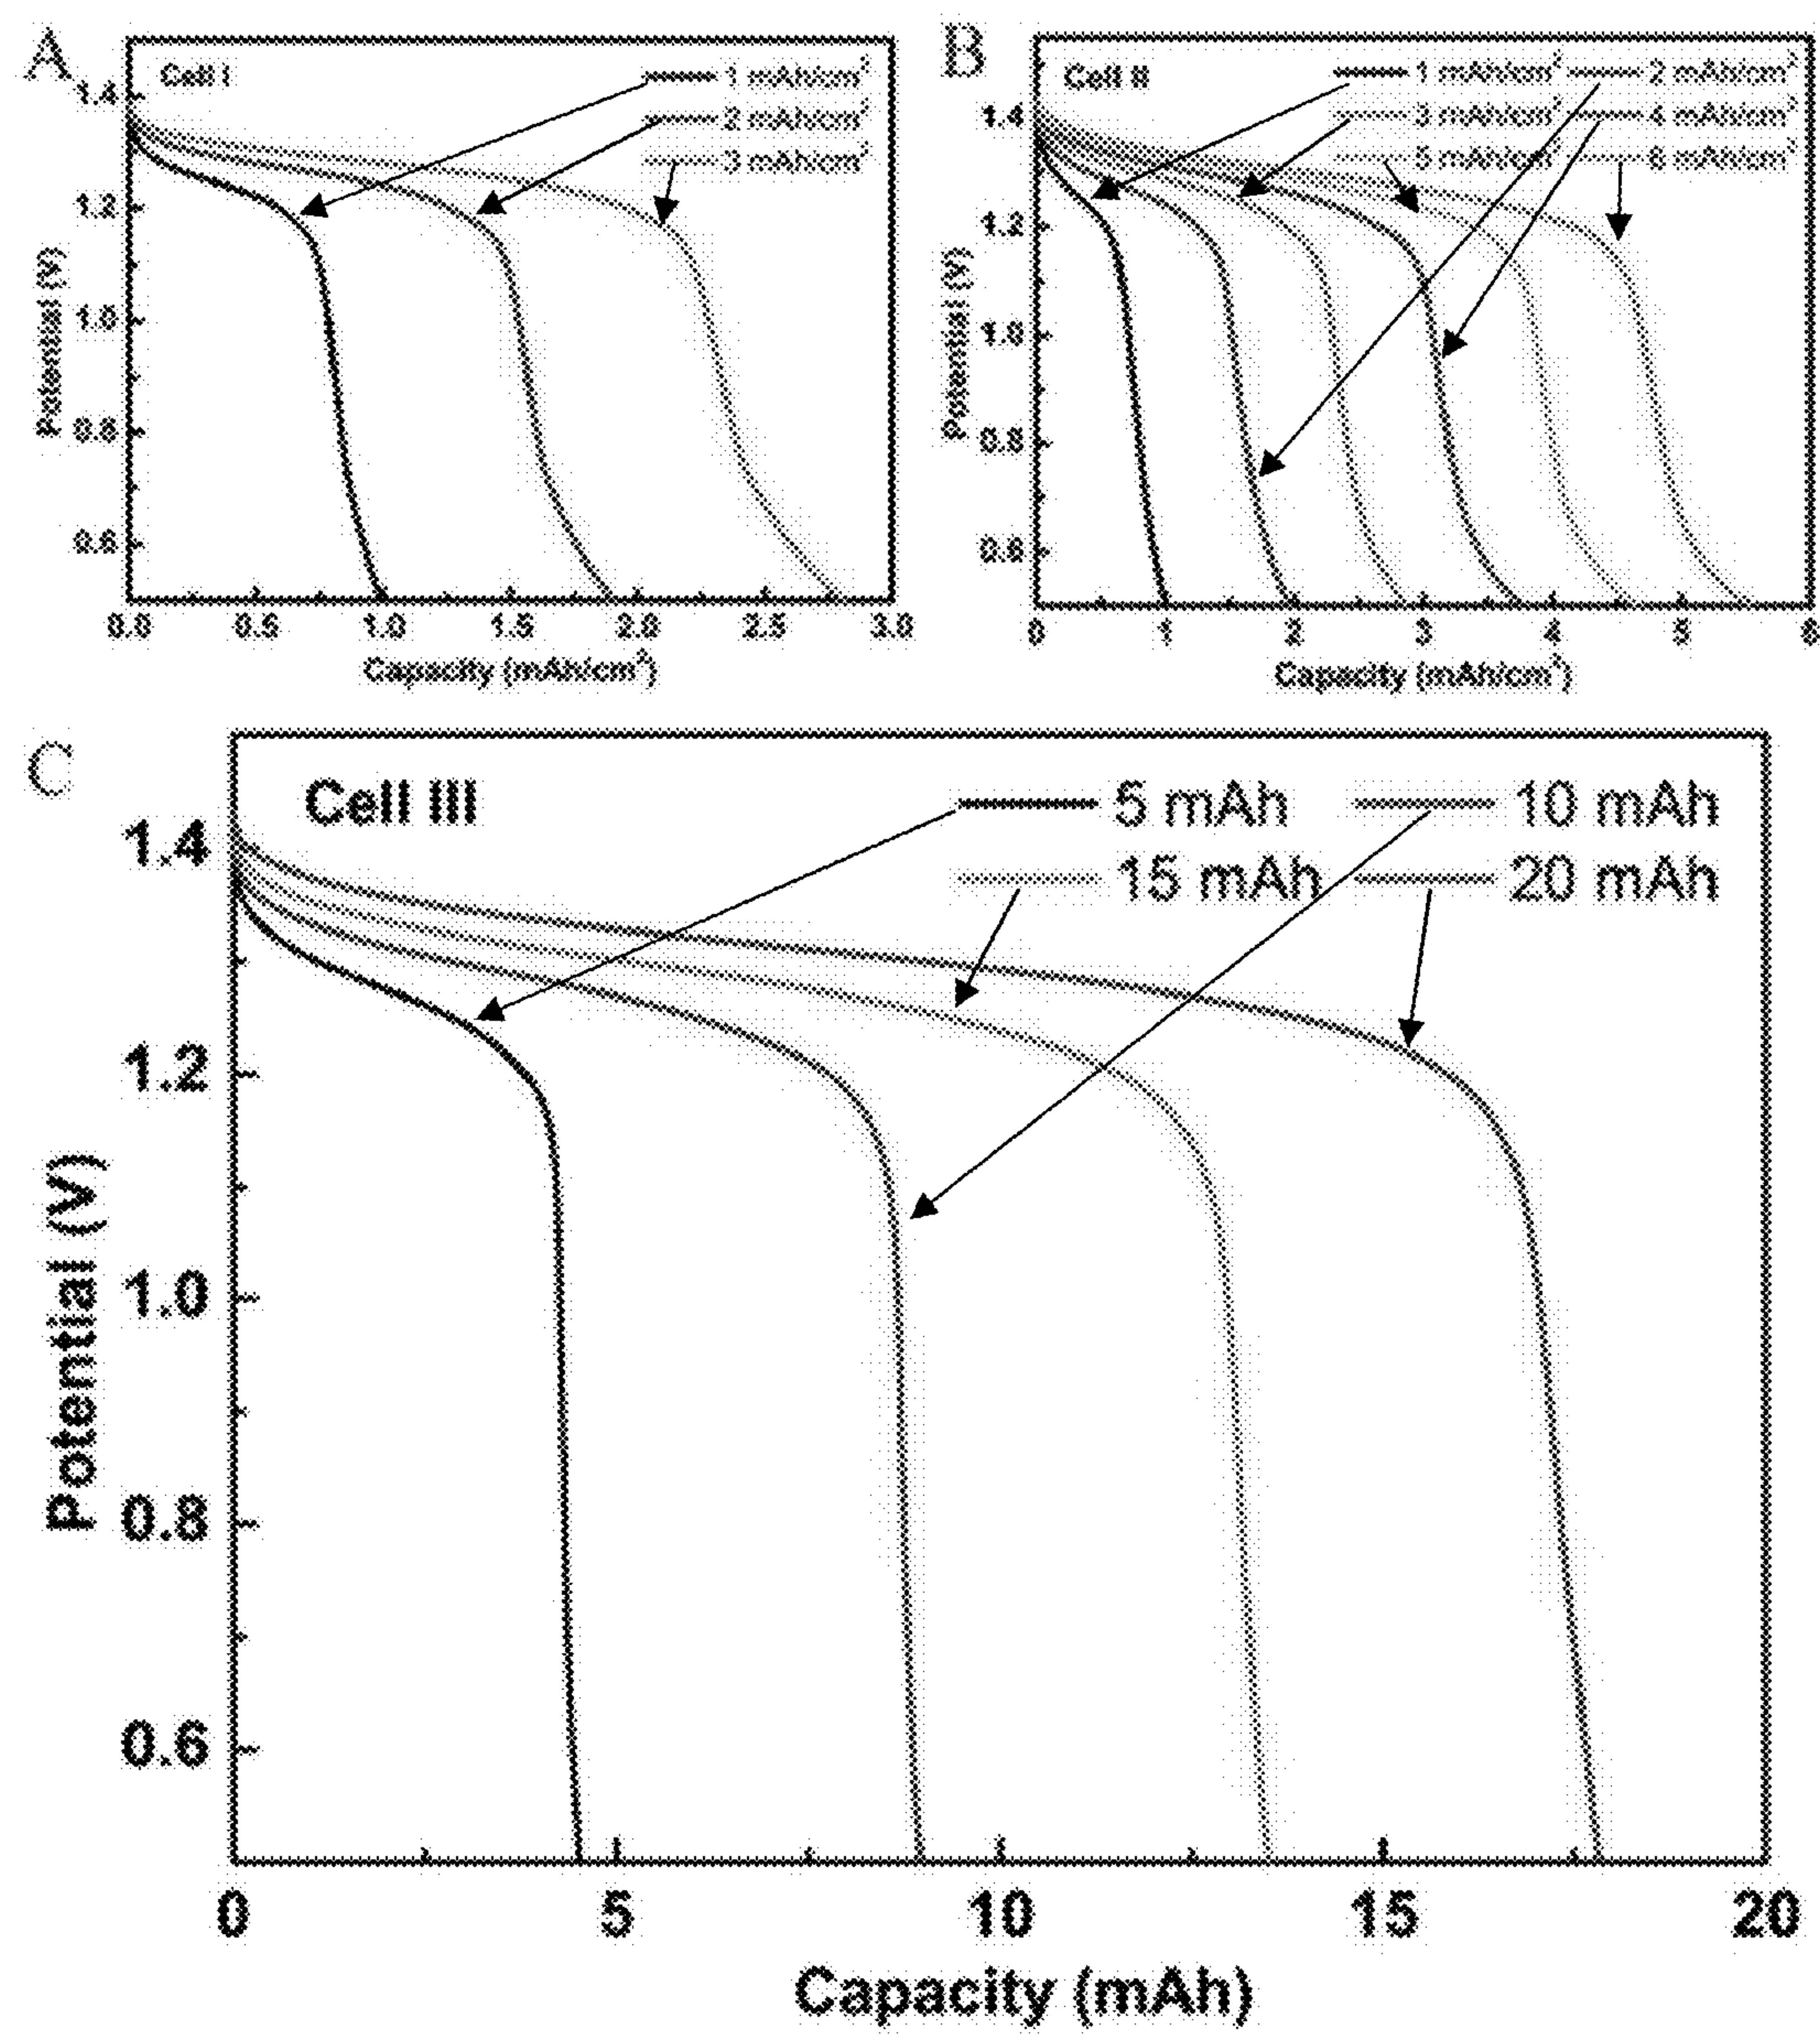 A
Cell I
1 mAh/cm²
2 mAh/cm²
3 mAh/cm²
1.4
1.2
1.0
0.8
0.6
Potential (V)
0.0 0.5 1.0 1.5 2.0 2.5 3.0
Capacity (mAh/cm²)
B
Cell II
1 mAh/cm² 2 mAh/cm²
3 mAh/cm² 4 mAh/cm²
5 mAh/cm² 6 mAh/cm²
1.4
1.2
1.0
0.8
0.6
Potential (V)
0 1 2 3 4 5 6
Capacity (mAh/cm²)
C
Cell III
5 mAh 10 mAh
15 mAh 20 mAh
1.4
1.2
1.0
0.8
0.6
Potential (V)
0 5 10 15 20
Capacity (mAh)